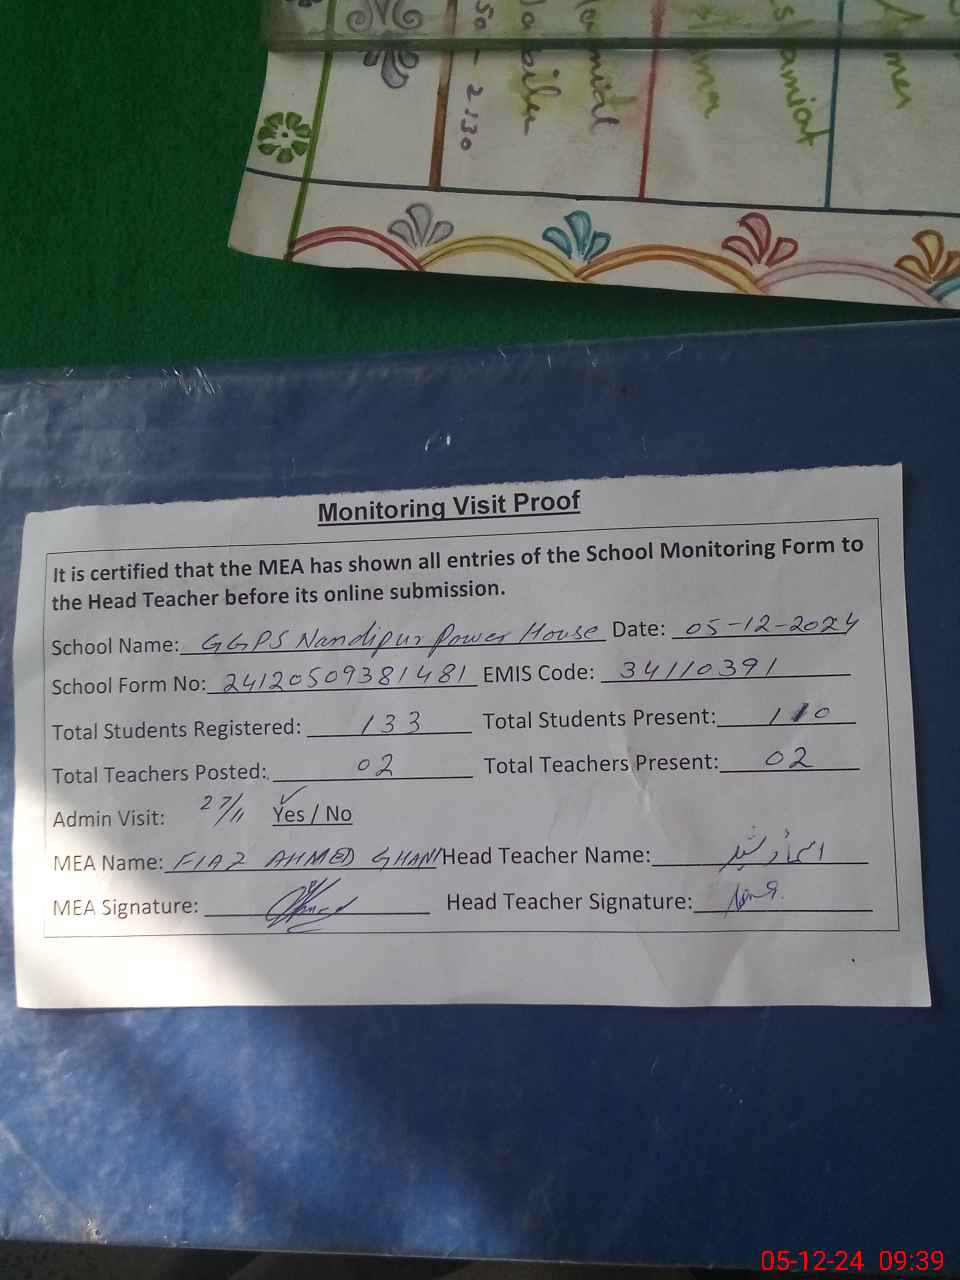 50 - 2:30
Monitoring Visit Proof
It is certified that the MEA has shown all entries of the School Monitoring Form to
the Head Teacher before its online submission.
School Name: GGPS Nandipur Power House Date: 05-12-2024
School Form No: 24120509381481 EMIS Code: 34110391
Total Students Registered: 133 Total Students Present: 110
Total Teachers Posted: 02 Total Teachers Present: 02
Admin Visit: 27/11 Yes / No
MEA Name: FIAZ AHMED GHANI Head Teacher Name:
MEA Signature: Head Teacher Signature:
05-12-24 09:39